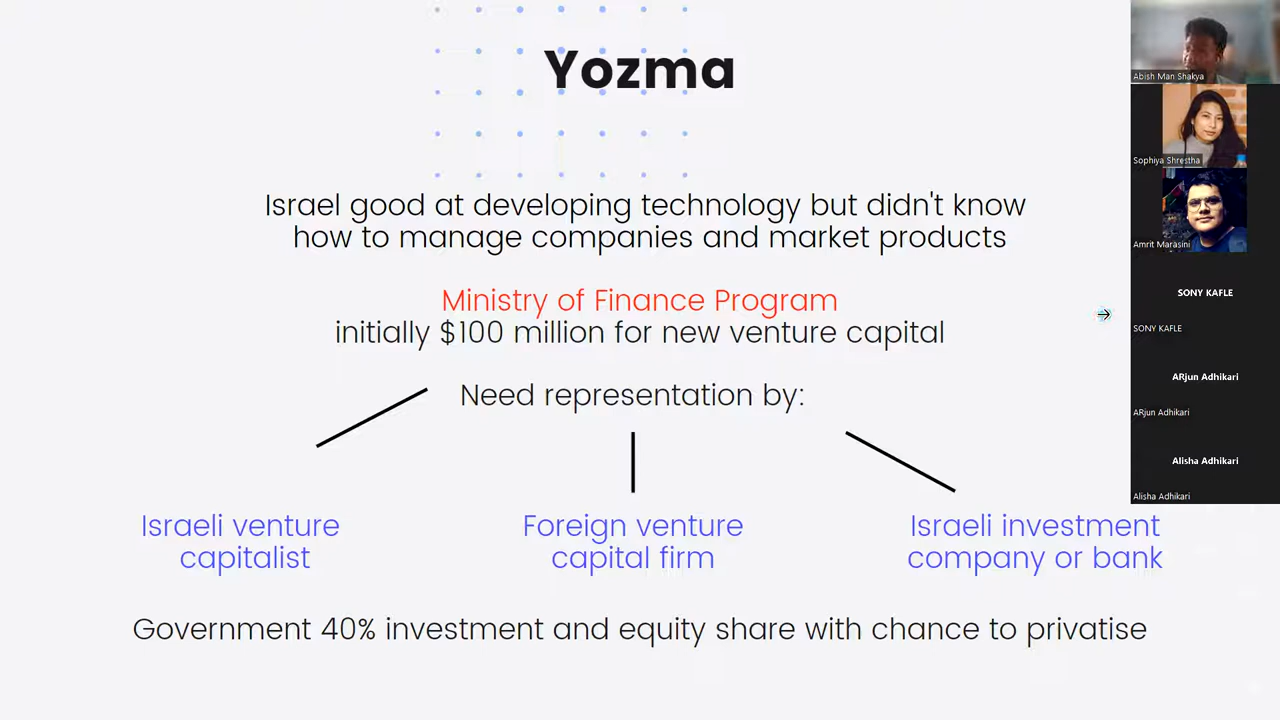 Yozma
Israel good at developing technology but didn't know
how to manage companies and market products
Ministry of Finance Program
initially $100 million for new venture capital
Need representation by:
Israeli venture
capitalist
Foreign venture
capital firm
Israeli investment
company or bank
Government 40% investment and equity share with chance to privatise
Abish Man Shakya
Sophiya Shrestha
Amrit Marasini
SONY KAFLE
SONY KAFLE
ARjun Adhikari
ARjun Adhikari
Alisha Adhikari
Alisha Adhikari